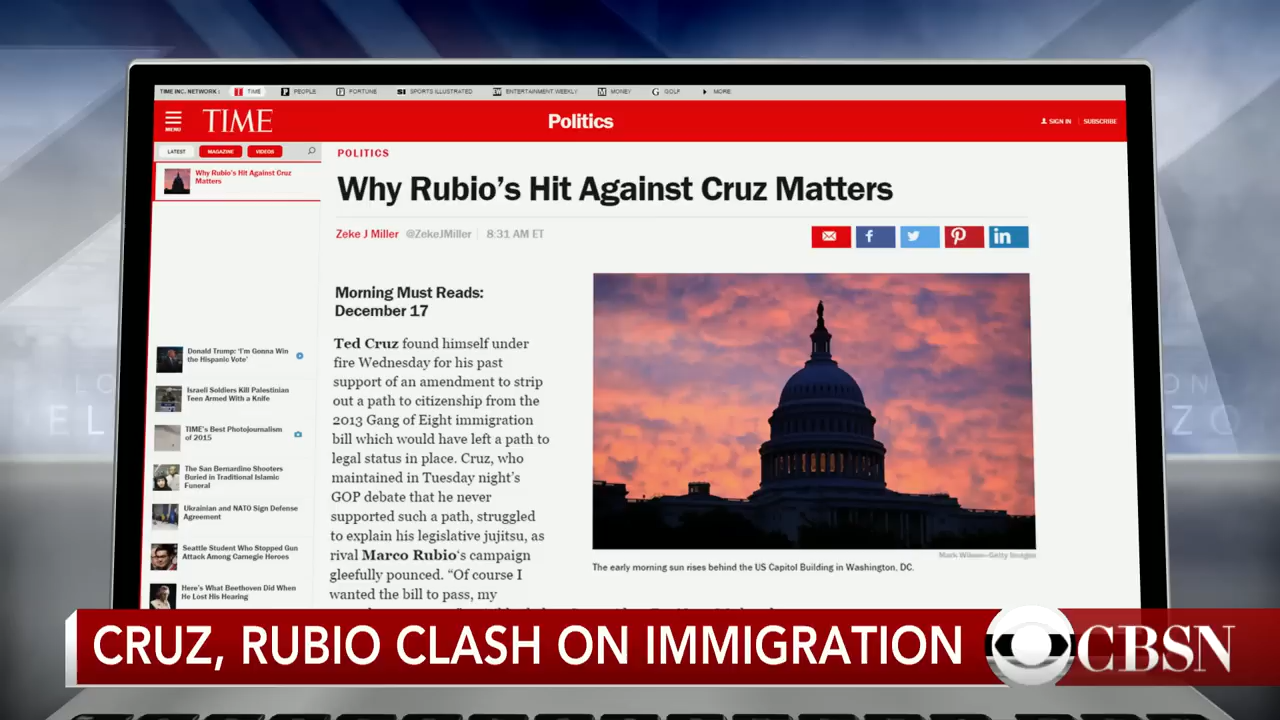 TIME INC. NETWORK: TIME PEOPLE FORTUNE SI SPORTS ILLUSTRATED ENTERTAINMENT WEEKLY MONEY GOLF MORE
MENU TIME Politics SIGN IN SUBSCRIBE
LATEST MAGAZINE VIDEOS
Why Rubio's Hit Against Cruz
Matters
POLITICS
Why Rubio's Hit Against Cruz Matters
Zeke J Miller @ZekeJMiller 8:31 AM ET
Morning Must Reads:
December 17
Ted Cruz found himself under
fire Wednesday for his past
support of an amendment to strip
out a path to citizenship from the
2013 Gang of Eight immigration
bill which would have left a path to
legal status in place. Cruz, who
maintained in Tuesday night's
GOP debate that he never
supported such a path, struggled
to explain his legislative jujitsu, as
rival Marco Rubio's campaign
gleefully pounced. “Of course I
wanted the bill to pass, my
Mark Wilson—Getty Images
The early morning sun rises behind the US Capitol Building in Washington, DC.
Donald Trump: 'I'm Gonna Win
the Hispanic Vote'
Israeli Soldiers Kill Palestinian
Teen Armed With a Knife
TIME's Best Photojournalism
of 2015
The San Bernardino Shooters
Buried in Traditional Islamic
Funeral
Ukrainian and NATO Sign Defense
Agreement
Seattle Student Who Stopped Gun
Attack Among Carnegie Heroes
Here's What Beethoven Did When
He Lost His Hearing
CRUZ, RUBIO CLASH ON IMMIGRATION
CBSN